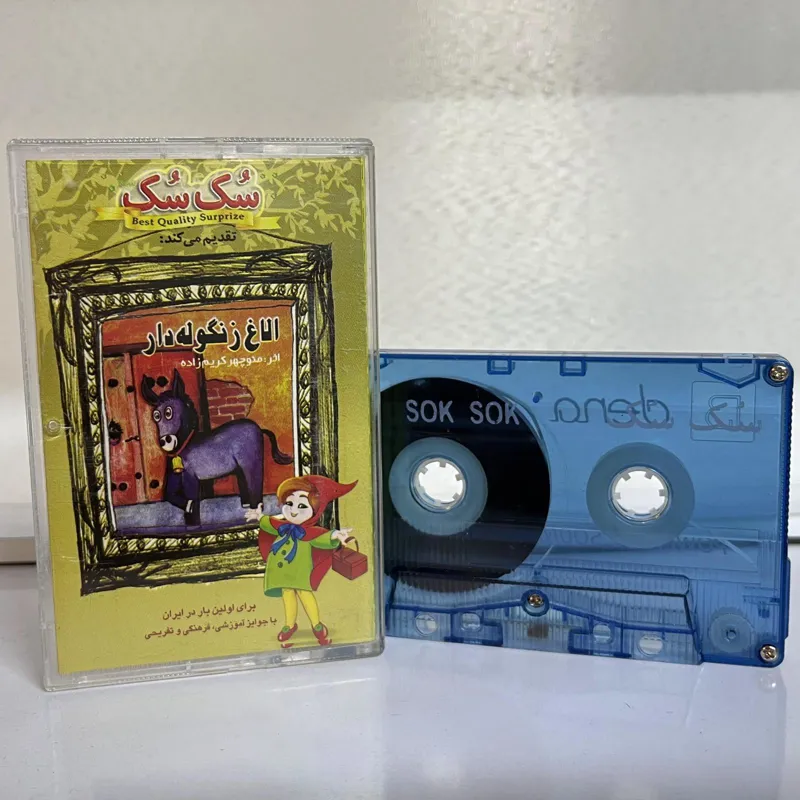 سُک سُک
Best Quality Surprize
تقدیم می‌کند:
الاغ زنگوله‌دار
اثر: منوچهر کریم‌زاده
برای اولین بار در ایران
با جوایز آموزشی، فرهنگی و تفریحی
SOK SOK
dena